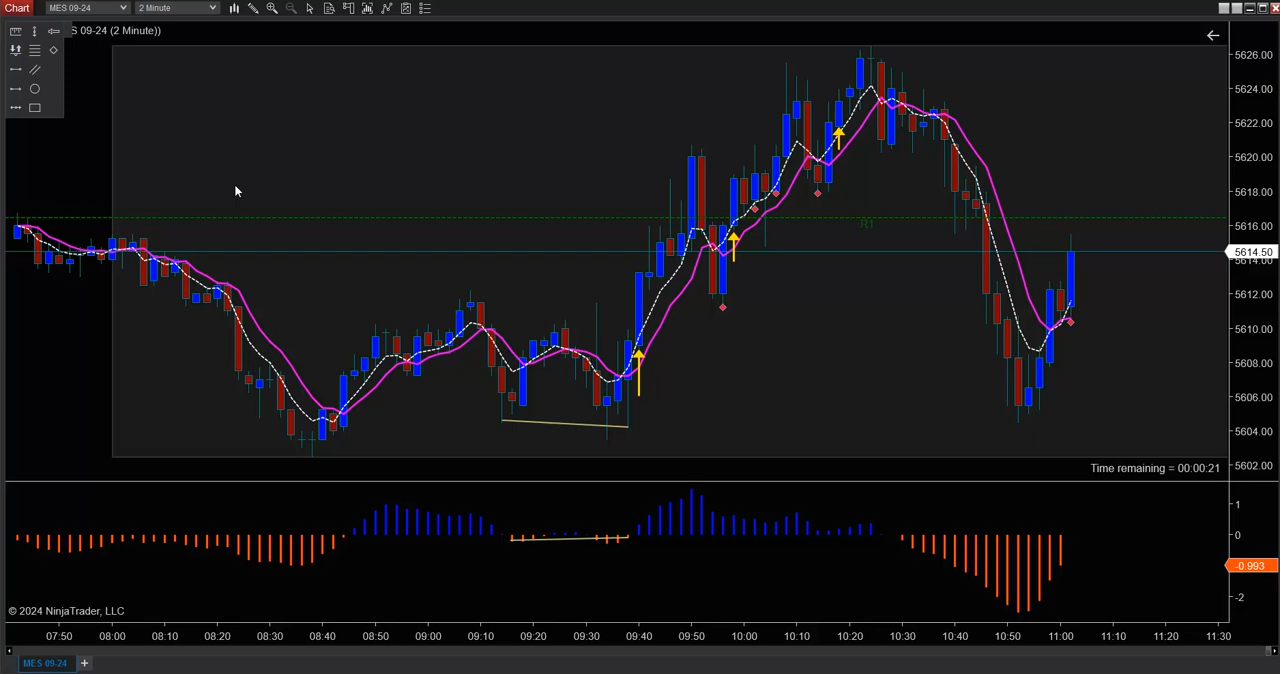 Chart MES 09-24 2 Minute
S 09-24 (2 Minute))
5626.00
5624.00
5622.00
5620.00
5618.00
5616.00
R1
5614.50
5614.00
5612.00
5610.00
5608.00
5606.00
5604.00
5602.00
Time remaining = 00:00:21
1
0
-0.993
-2
© 2024 NinjaTrader, LLC
07:50 08:00 08:10 08:20 08:30 08:40 08:50 09:00 09:10 09:20 09:30 09:40 09:50 10:00 10:10 10:20 10:30 10:40 10:50 11:00 11:10 11:20 11:30
MES 09-24 +